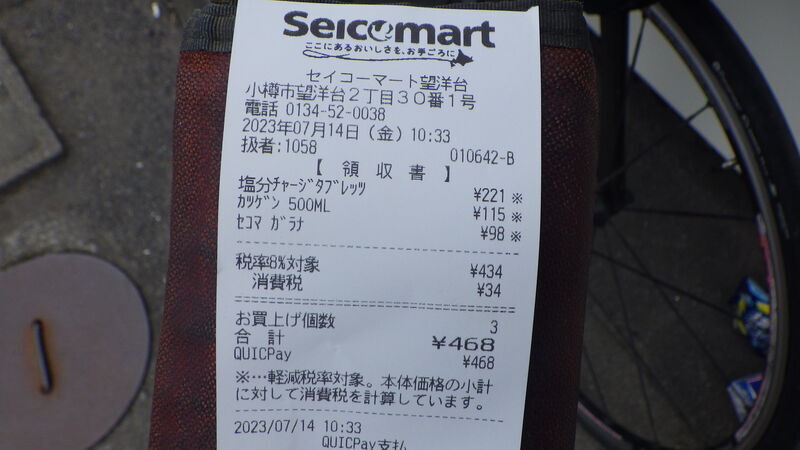 Seicomart
ここにあるおいしさを、お手ごろに
セイコーマート望洋台
小樽市望洋台2丁目30番1号
電話 0134-52-0038
2023年07月14日(金) 10:33
扱者:1058 010642-B
【 領 収 書 】
塩分ﾁｬｰｼﾞﾀﾌﾞﾚｯﾂ ¥221 ※
ｶﾂｹﾞﾝ 500ML ¥115 ※
ｾｺﾏ ｶﾞﾗﾅ ¥98 ※
税率8%対象 ¥434
消費税 ¥34
お買上げ個数 3
合 計 ¥468
QUICPay ¥468
※…軽減税率対象。本体価格の小計
に対して消費税を計算しています。
2023/07/14 10:33
QUICPay支払